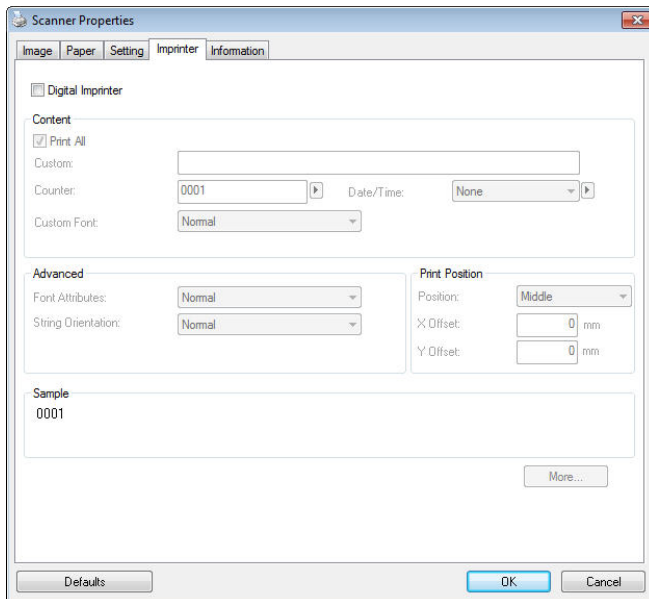 Scanner Properties
Image Paper Setting Imprinter Information
Digital Imprinter
Content
Print All
Custom:
Counter: 0001 Date/Time: None
Custom Font: Normal
Advanced
Font Attributes: Normal
String Orientation: Normal
Print Position
Position: Middle
X Offset: 0 mm
Y Offset: 0 mm
Sample
0001
More...
Defaults OK Cancel